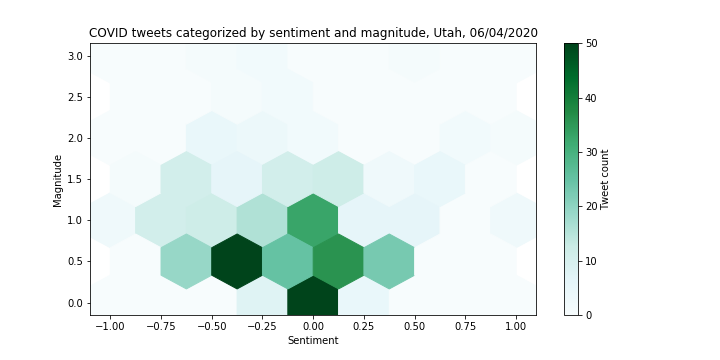 COVID tweets categorized by sentiment and magnitude, Utah, 06/04/2020
3.0
2.5
2.0
1.5
1.0
0.5
0.0
Magnitude
−1.00 −0.75 −0.50 −0.25 0.00 0.25 0.50 0.75 1.00
Sentiment
50
40
30
20
10
0
Tweet count